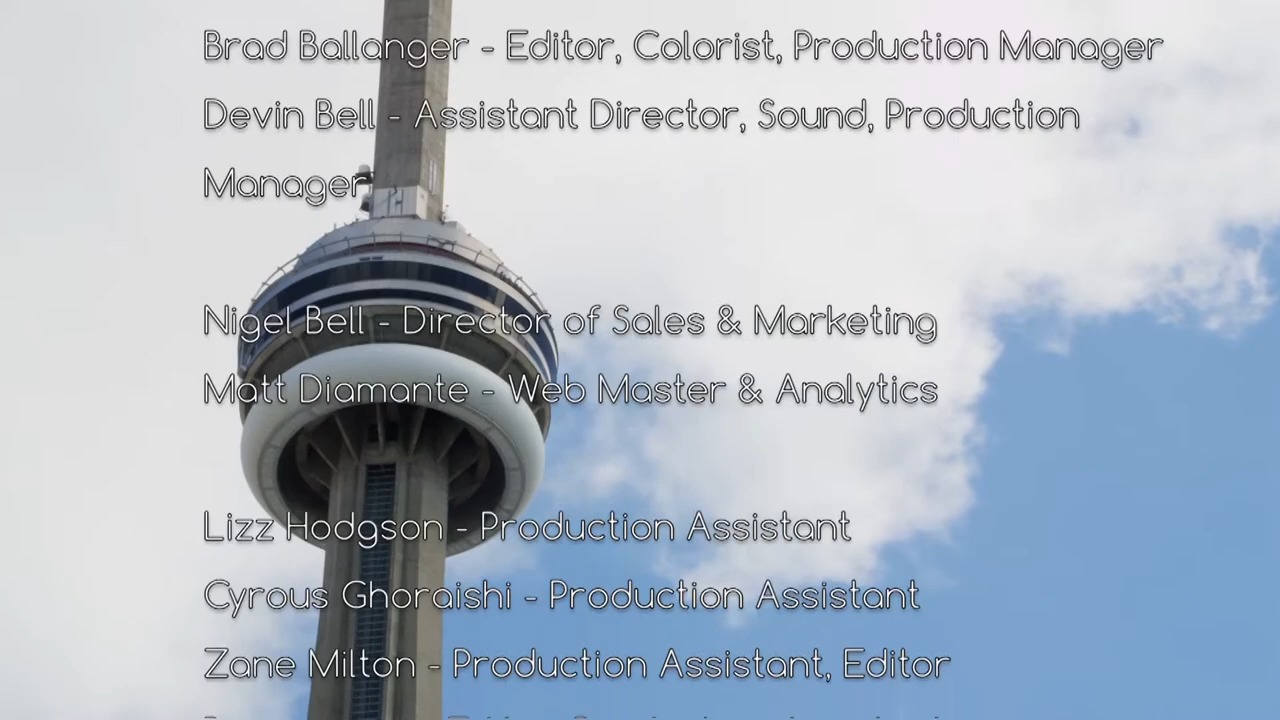 Brad Ballanger - Editor, Colorist, Production Manager
Devin Bell - Assistant Director, Sound, Production
Manager
Nigel Bell - Director of Sales & Marketing
Matt Diamante - Web Master & Analytics
Lizz Hodgson - Production Assistant
Cyrous Ghoraishi - Production Assistant
Zane Milton - Production Assistant, Editor